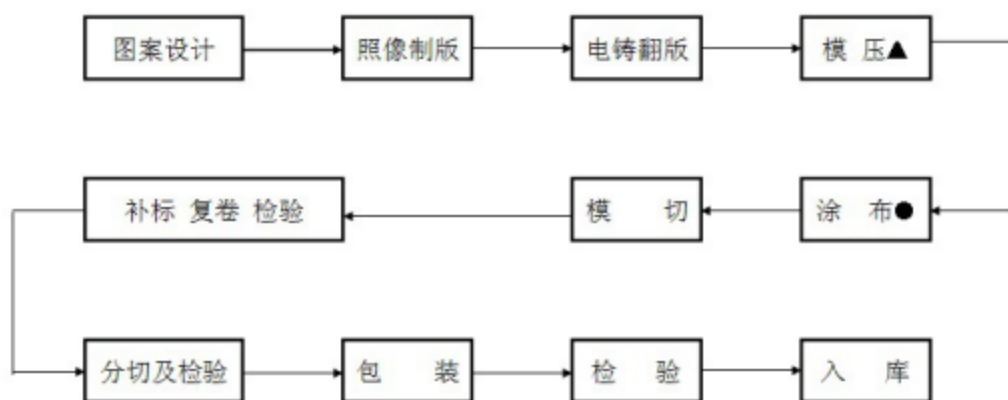 图案设计 照像制版 电铸翻版 模 压▲
补标 复卷 检验 模 切 涂 布●
分切及检验 包 装 检 验 入 库